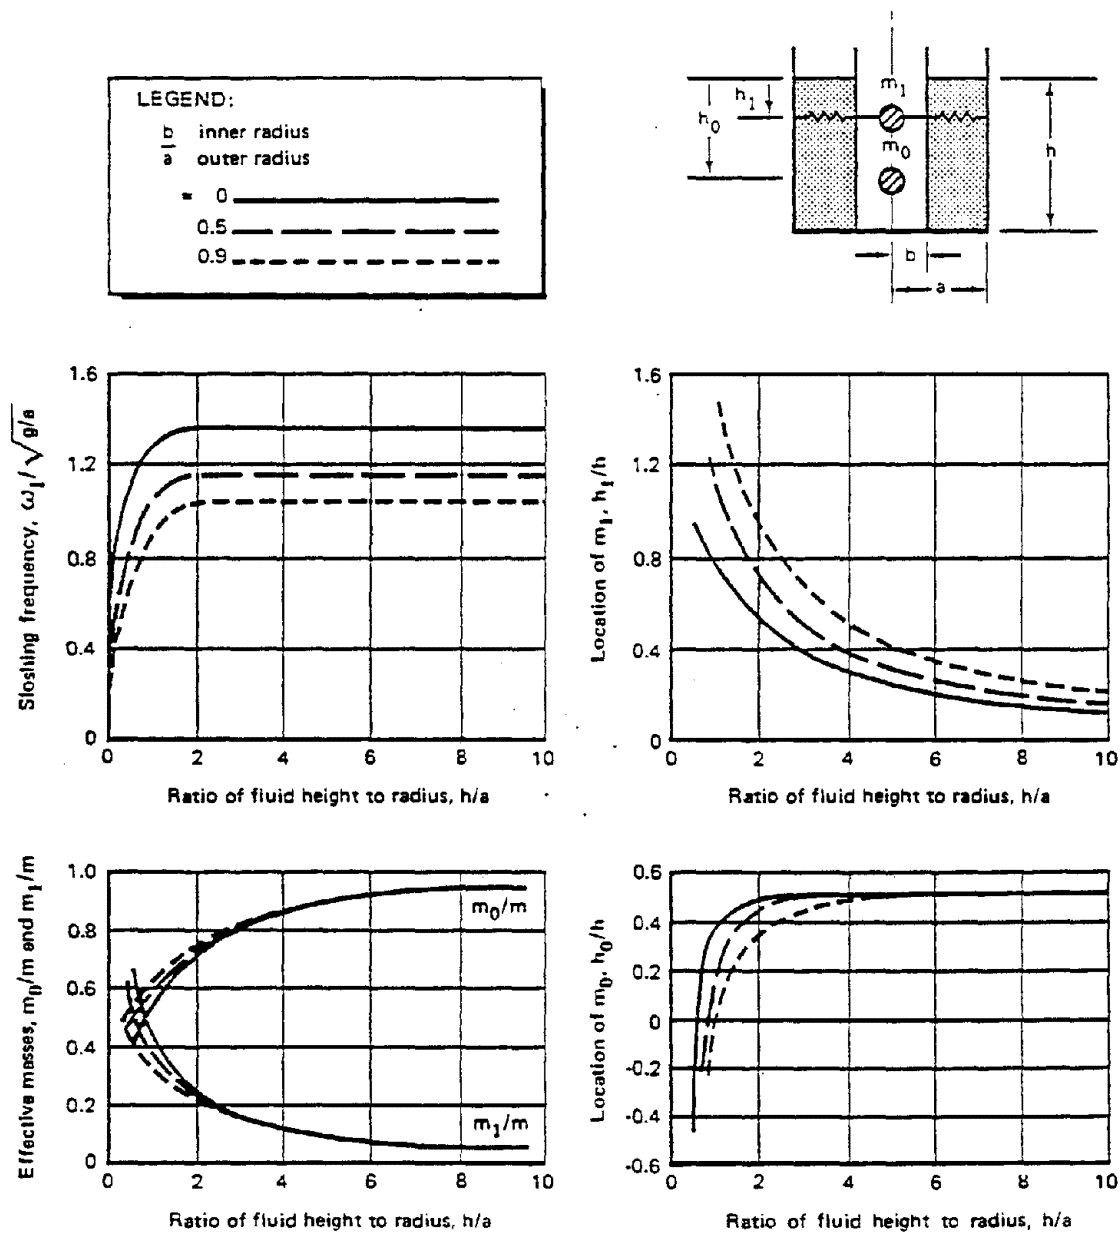 LEGEND:
b inner radius
a outer radius
= 0
0.5
0.9
m₁
h₁
h₀
m₀
h
b
a
1.6
1.2
0.8
0.4
0
0 2 4 6 8 10
Sloshing frequency, ω₁/√g/a
Ratio of fluid height to radius, h/a
1.6
1.2
0.8
0.4
0
0 2 4 6 8 10
Location of m₁, h₁/h
Ratio of fluid height to radius, h/a
1.0
0.8
0.6
0.4
0.2
0
m₀/m
m₁/m
0 2 4 6 8 10
Effective masses, m₀/m and m₁/m
Ratio of fluid height to radius, h/a
0.6
0.4
0.2
0
-0.2
-0.4
-0.6
0 2 4 6 8 10
Location of m₀, h₀/h
Ratio of fluid height to radius, h/a